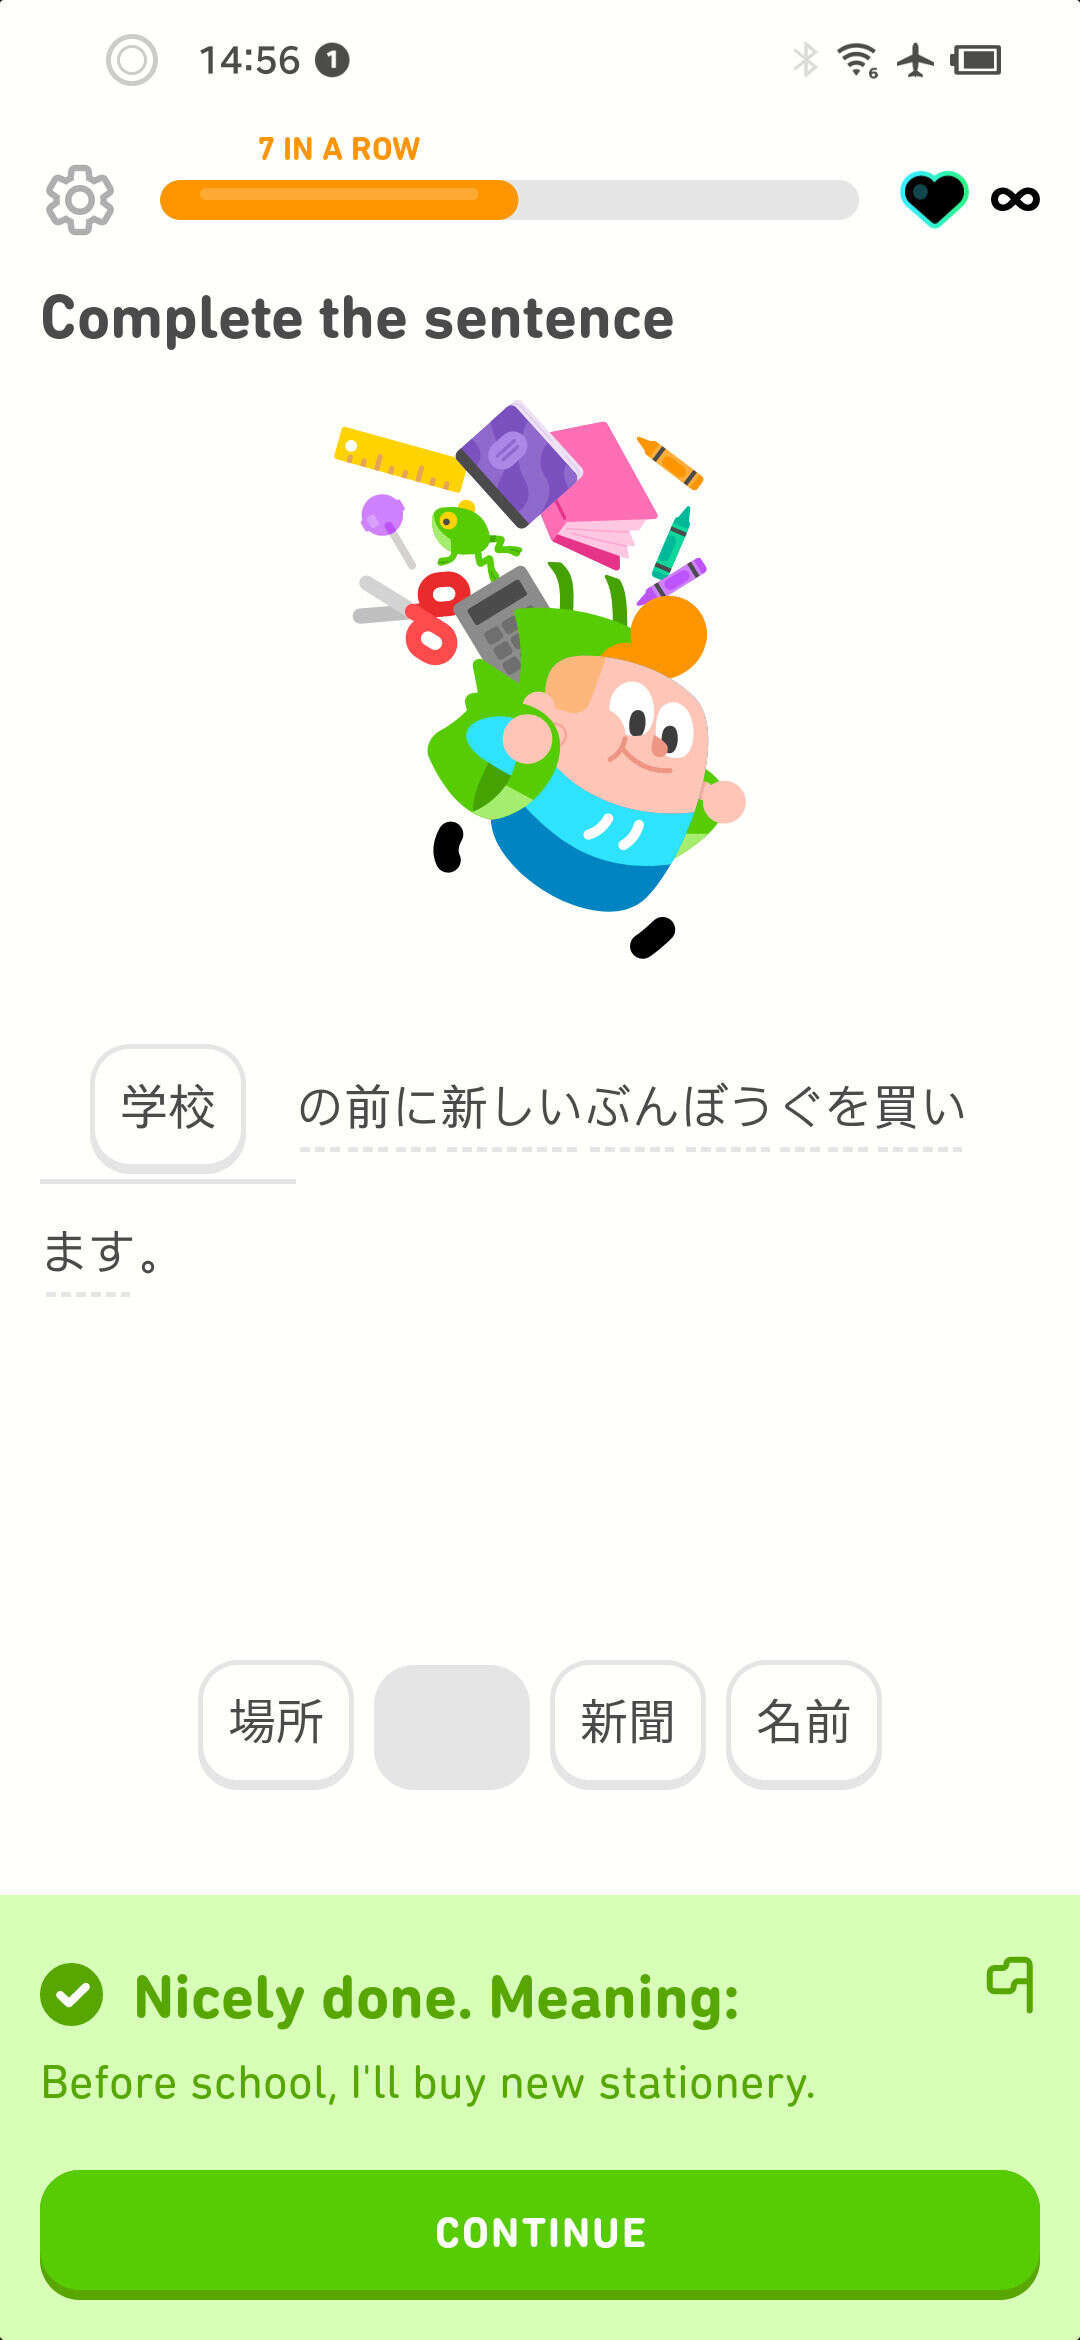 14:56 1
6
7 IN A ROW
Complete the sentence
学校 の前に新しいぶんぼうぐを買い
ます。
場所 新聞 名前
Nicely done. Meaning:
Before school, I'll buy new stationery.
CONTINUE